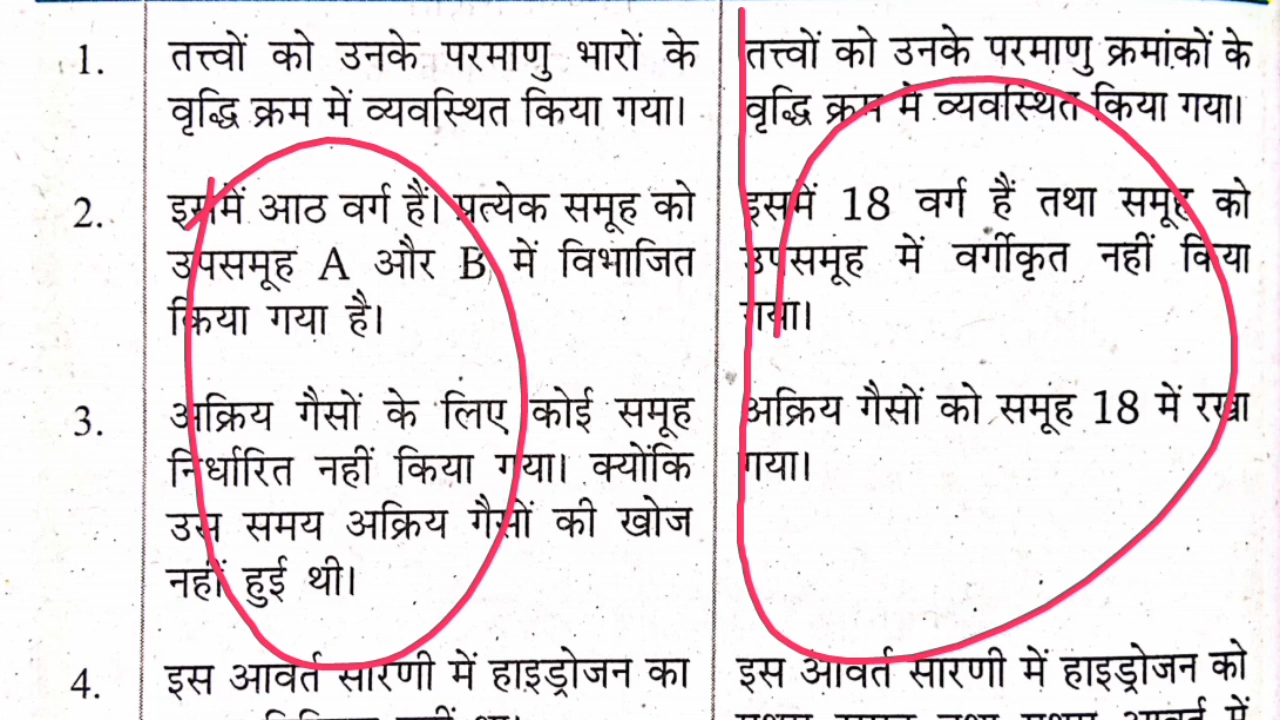 1. तत्त्वों को उनके परमाणु भारों के
वृद्धि क्रम में व्यवस्थित किया गया।
तत्त्वों को उनके परमाणु क्रमांकों के
वृद्धि क्रम में व्यवस्थित किया गया।
2. इसमें आठ वर्ग हैं। प्रत्येक समूह को
उपसमूह A और B में विभाजित
किया गया है।
इसमें 18 वर्ग हैं तथा समूह को
उपसमूह में वर्गीकृत नहीं किया
गया।
3. अक्रिय गैसों के लिए कोई समूह
निर्धारित नहीं किया गया। क्योंकि
उस समय अक्रिय गैसों की खोज
नहीं हुई थी।
अक्रिय गैसों को समूह 18 में रखा
गया।
4. इस आवर्त सारणी में हाइड्रोजन का
इस आवर्त सारणी में हाइड्रोजन को